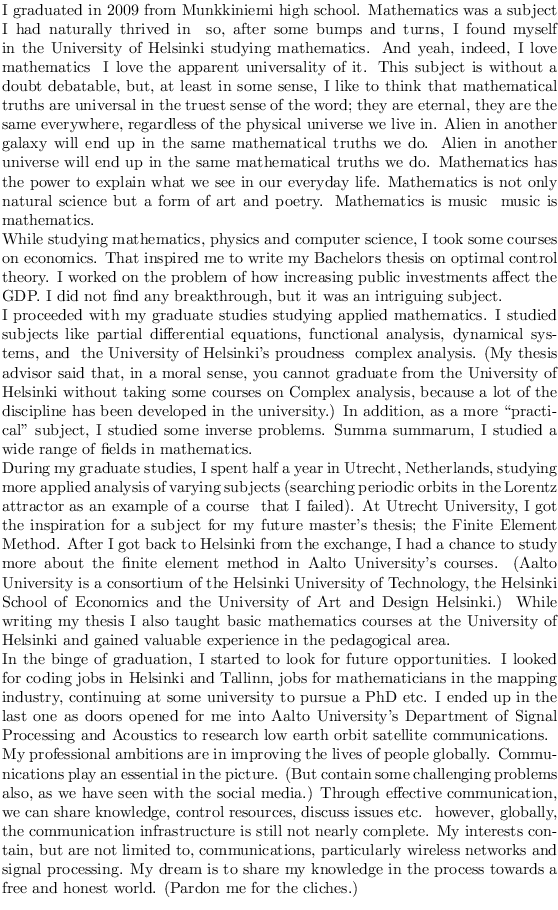 I graduated in 2009 from Munkkiniemi high school. Mathematics was a subject
I had naturally thrived in so, after some bumps and turns, I found myself
in the University of Helsinki studying mathematics. And yeah, indeed, I love
mathematics I love the apparent universality of it. This subject is without a
doubt debatable, but, at least in some sense, I like to think that mathematical
truths are universal in the truest sense of the word; they are eternal, they are the
same everywhere, regardless of the physical universe we live in. Alien in another
galaxy will end up in the same mathematical truths we do. Alien in another
universe will end up in the same mathematical truths we do. Mathematics has
the power to explain what we see in our everyday life. Mathematics is not only
natural science but a form of art and poetry. Mathematics is music music is
mathematics.
While studying mathematics, physics and computer science, I took some courses
on economics. That inspired me to write my Bachelors thesis on optimal control
theory. I worked on the problem of how increasing public investments affect the
GDP. I did not find any breakthrough, but it was an intriguing subject.
I proceeded with my graduate studies studying applied mathematics. I studied
subjects like partial differential equations, functional analysis, dynamical sys-
tems, and the University of Helsinki's proudness complex analysis. (My thesis
advisor said that, in a moral sense, you cannot graduate from the University of
Helsinki without taking some courses on Complex analysis, because a lot of the
discipline has been developed in the university.) In addition, as a more “practi-
cal” subject, I studied some inverse problems. Summa summarum, I studied a
wide range of fields in mathematics.
During my graduate studies, I spent half a year in Utrecht, Netherlands, studying
more applied analysis of varying subjects (searching periodic orbits in the Lorentz
attractor as an example of a course that I failed). At Utrecht University, I got
the inspiration for a subject for my future master's thesis; the Finite Element
Method. After I got back to Helsinki from the exchange, I had a chance to study
more about the finite element method in Aalto University's courses. (Aalto
University is a consortium of the Helsinki University of Technology, the Helsinki
School of Economics and the University of Art and Design Helsinki.) While
writing my thesis I also taught basic mathematics courses at the University of
Helsinki and gained valuable experience in the pedagogical area.
In the binge of graduation, I started to look for future opportunities. I looked
for coding jobs in Helsinki and Tallinn, jobs for mathematicians in the mapping
industry, continuing at some university to pursue a PhD etc. I ended up in the
last one as doors opened for me into Aalto University's Department of Signal
Processing and Acoustics to research low earth orbit satellite communications.
My professional ambitions are in improving the lives of people globally. Commu-
nications play an essential in the picture. (But contain some challenging problems
also, as we have seen with the social media.) Through effective communication,
we can share knowledge, control resources, discuss issues etc. however, globally,
the communication infrastructure is still not nearly complete. My interests con-
tain, but are not limited to, communications, particularly wireless networks and
signal processing. My dream is to share my knowledge in the process towards a
free and honest world. (Pardon me for the cliches.)